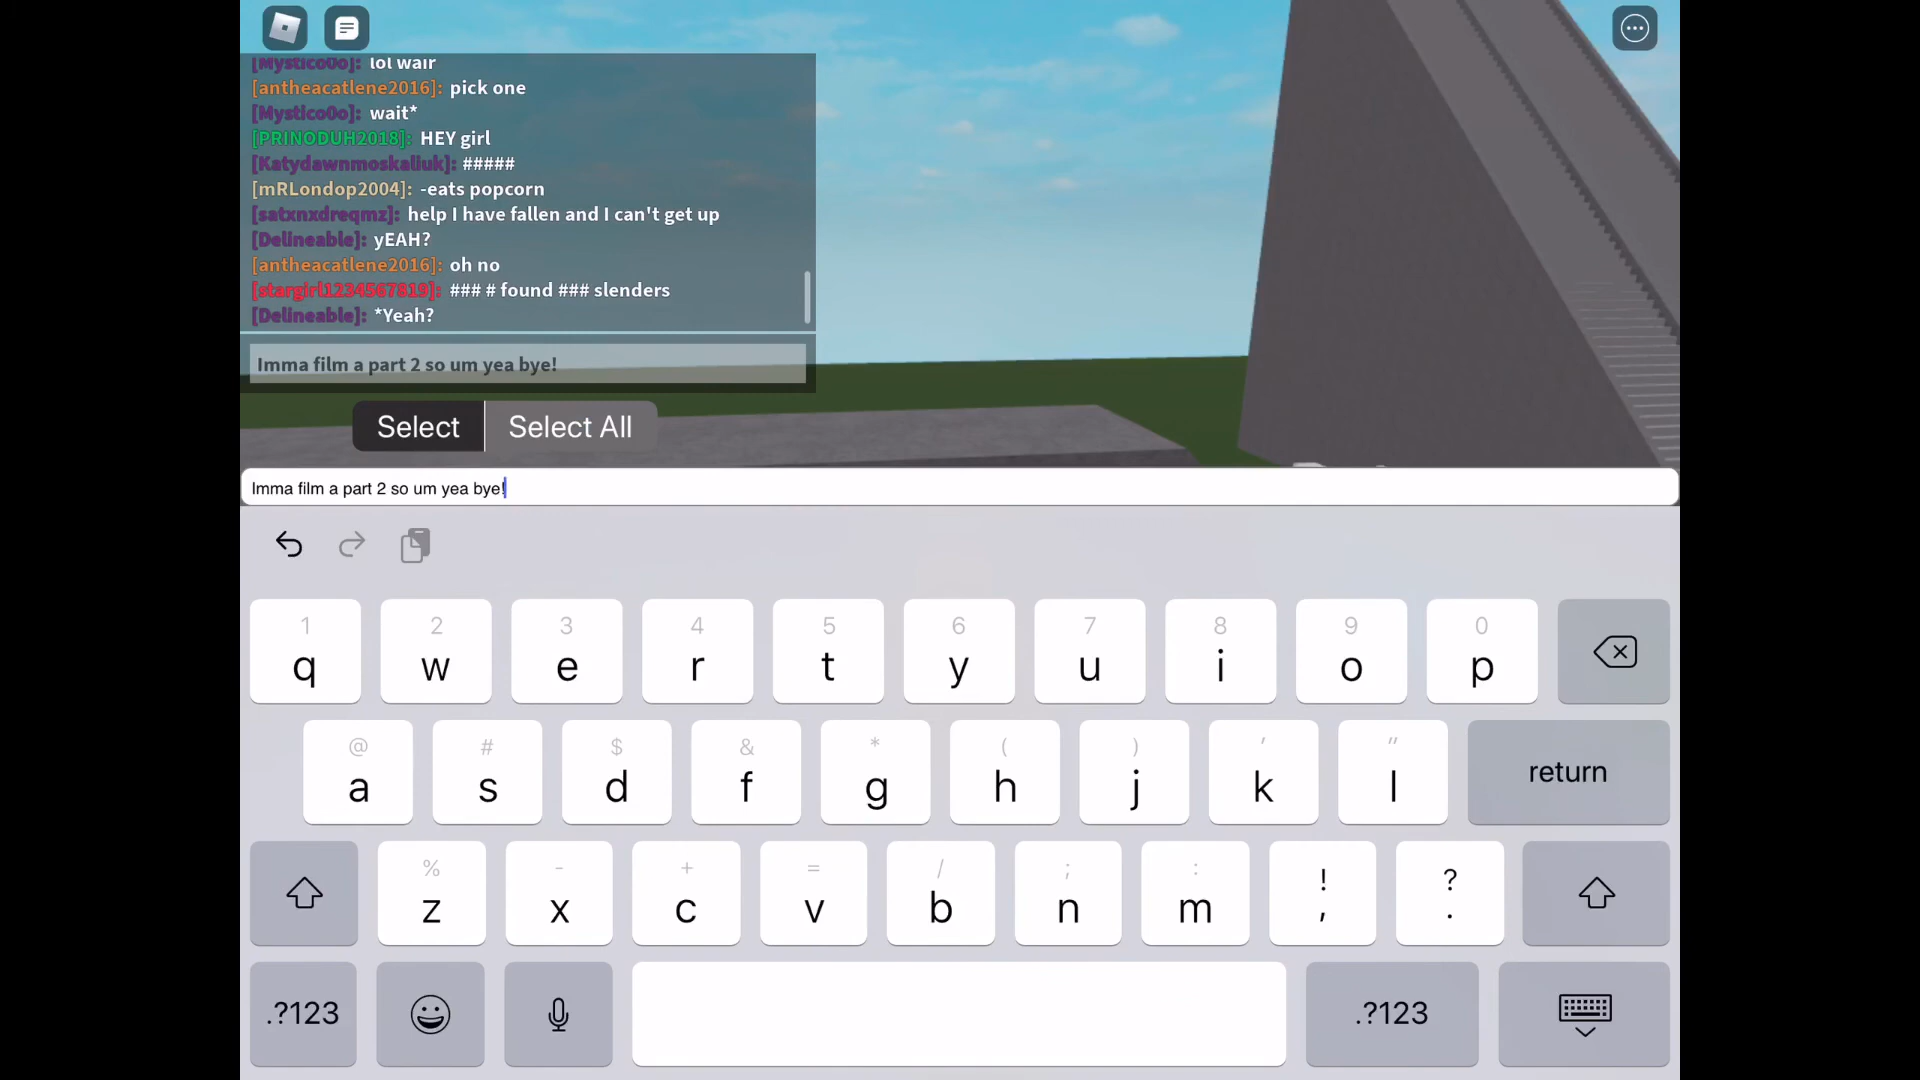 [Mystico0o]: lol wair
[antheacatlene2016]: pick one
[Mystico0o]: wait*
[PRINODUH2018]: HEY girl
[Katydawnmoskaliuk]: #####
[mRLondop2004]: -eats popcorn
[satxnxdreqmz]: help I have fallen and I can't get up
[Delineable]: yEAH?
[antheacatlene2016]: oh no
[stargirl1234567819]: ### # found ### slenders
[Delineable]: *Yeah?
Imma film a part 2 so um yea bye!
Select Select All
Imma film a part 2 so um yea bye!
1 2 3 4 5 6 7 8 9 0
q w e r t y u i o p
@ # $ & * ( ) ' "
a s d f g h j k l return
% - + = / ; : ! ?
z x c v b n m , .
.?123 .?123